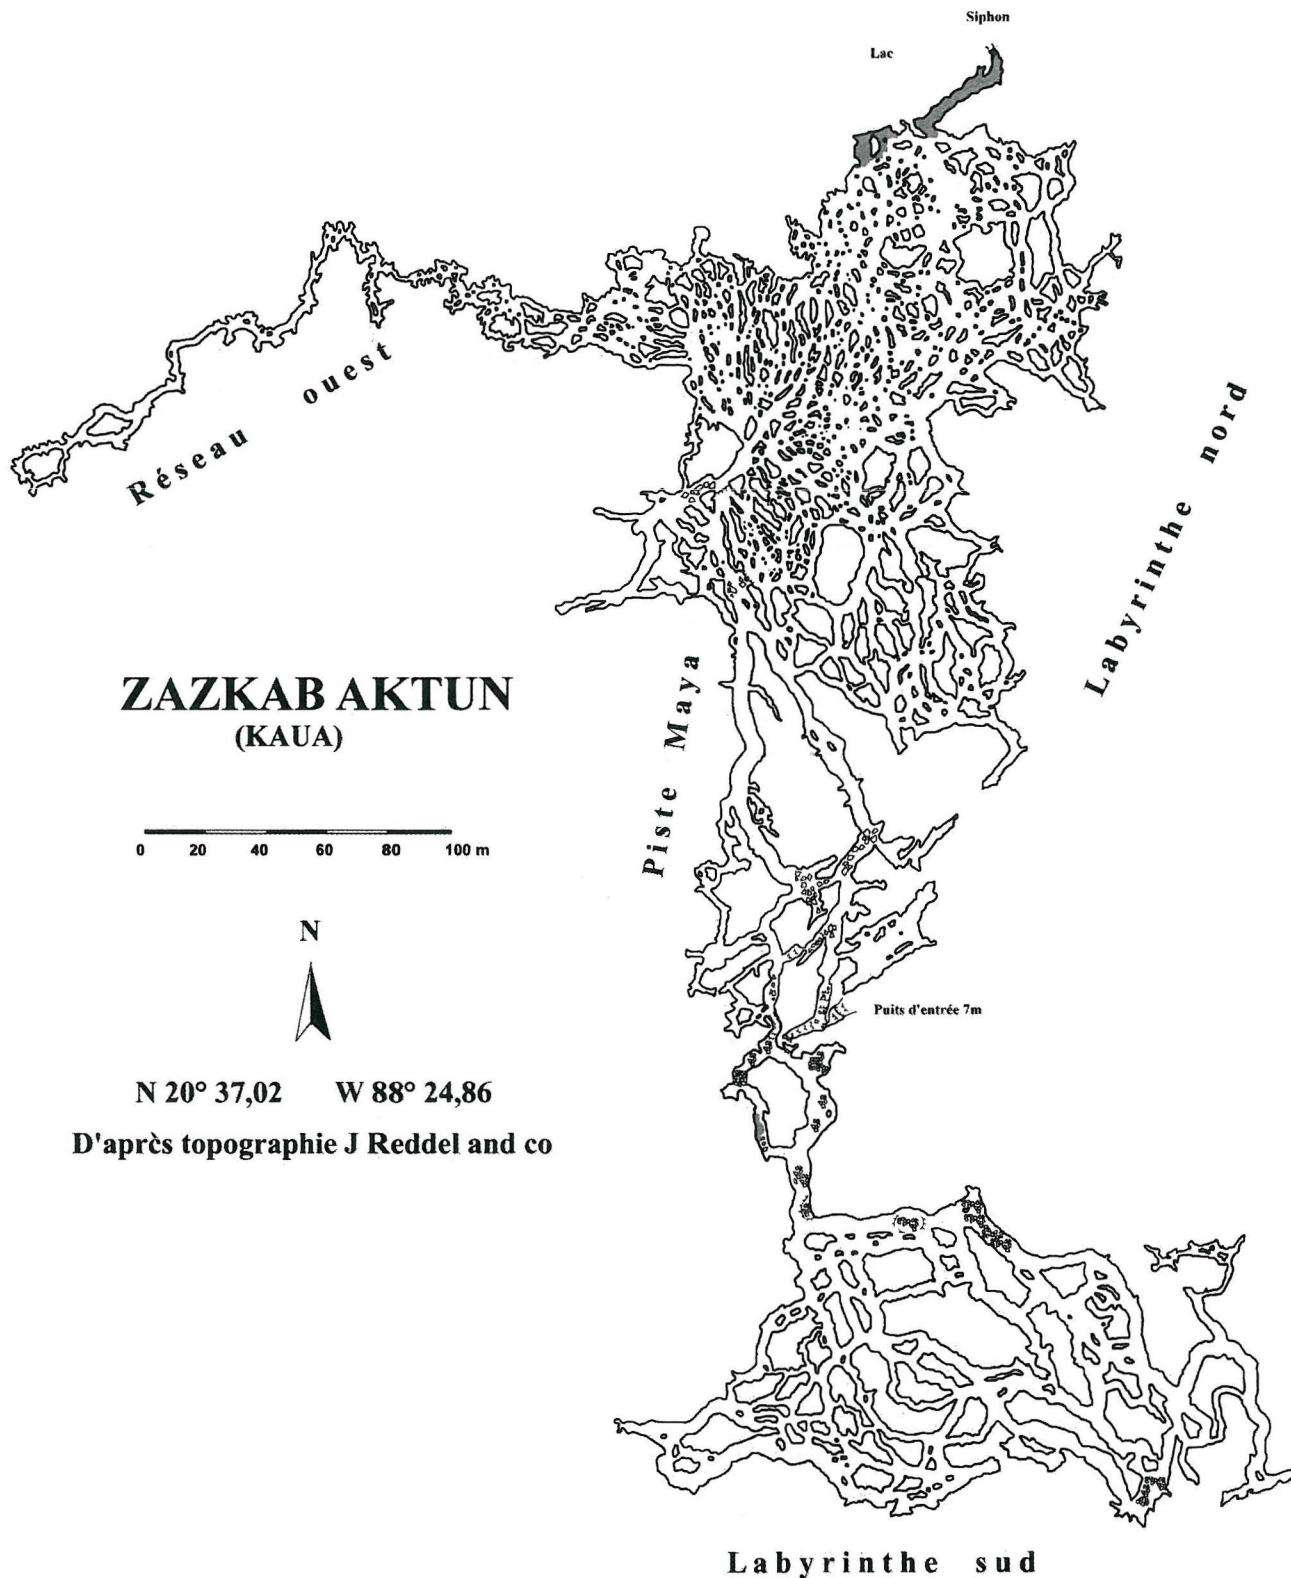 Siphon
Lac
Réseau ouest
Labyrinthe nord
ZAZKAB AKTUN
(KAUA)
Piste Maya
0 20 40 60 80 100 m
N
Puits d'entrée 7m
N 20° 37,02 W 88° 24,86
D'après topographie J Reddel and co
Labyrinthe sud